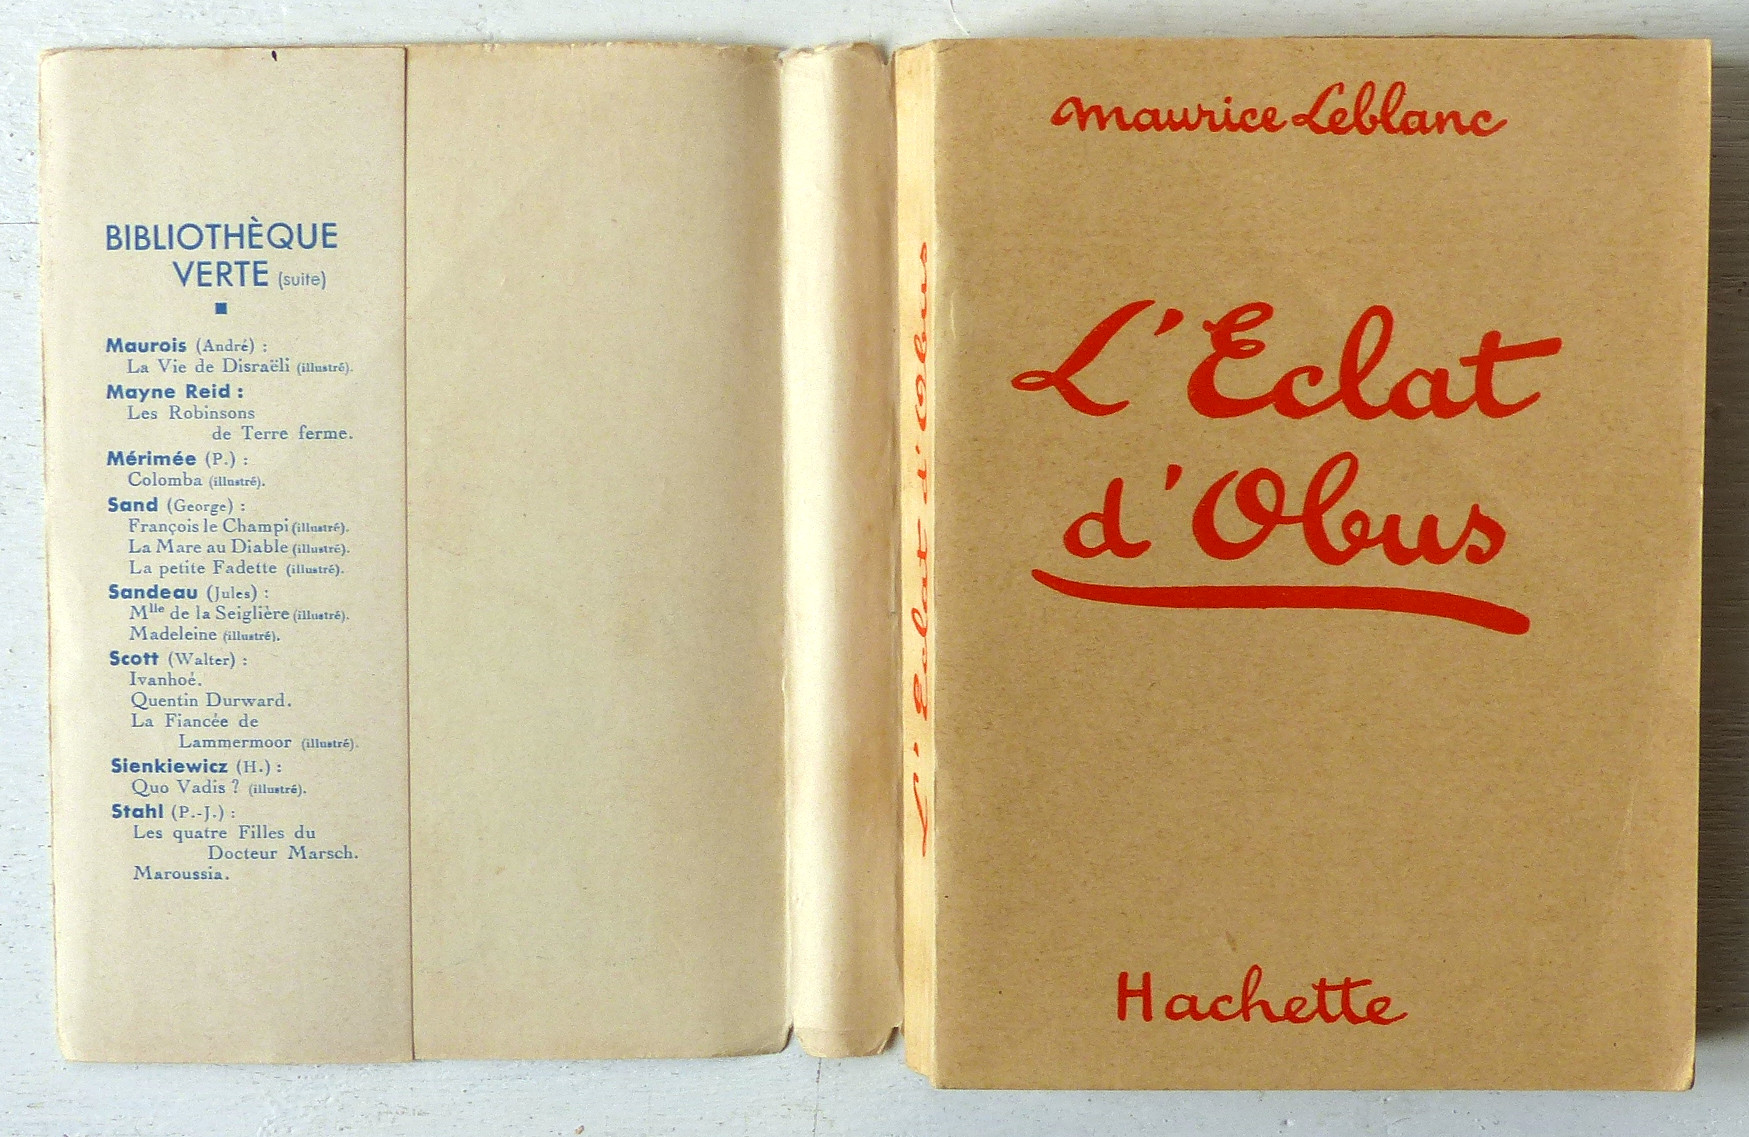 BIBLIOTHÈQUE
VERTE (suite)
Maurois (André) :
La Vie de Disraëli (illustré).
Mayne Reid :
Les Robinsons
de Terre ferme.
Mérimée (P.) :
Colomba (illustré).
Sand (George) :
François le Champi (illustré).
La Mare au Diable (illustré).
La petite Fadette (illustré).
Sandeau (Jules) :
Mlle de la Seiglière (illustré).
Madeleine (illustré).
Scott (Walter) :
Ivanhoé.
Quentin Durward.
La Fiancée de
Lammermoor (illustré).
Sienkiewicz (H.) :
Quo Vadis ? (illustré).
Stahl (P.-J.) :
Les quatre Filles du
Docteur Marsch.
Maroussia.
L'Eclat d'Obus
Maurice Leblanc
L'Eclat
d'Obus
Hachette